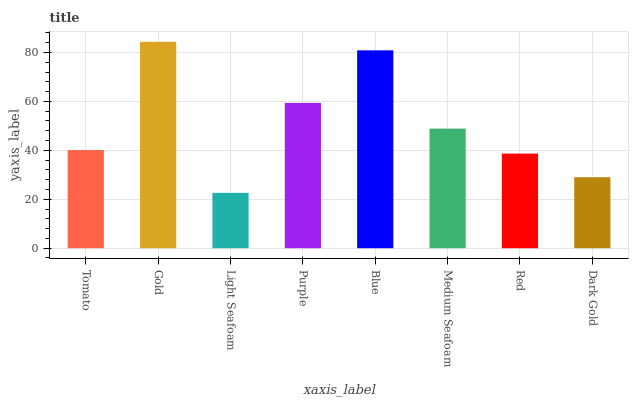 title
yaxis_label
80
60
40
20
0
Tomato
Gold
Light Seafoam
Purple
Blue
Medium Seafoam
Red
Dark Gold
xaxis_label